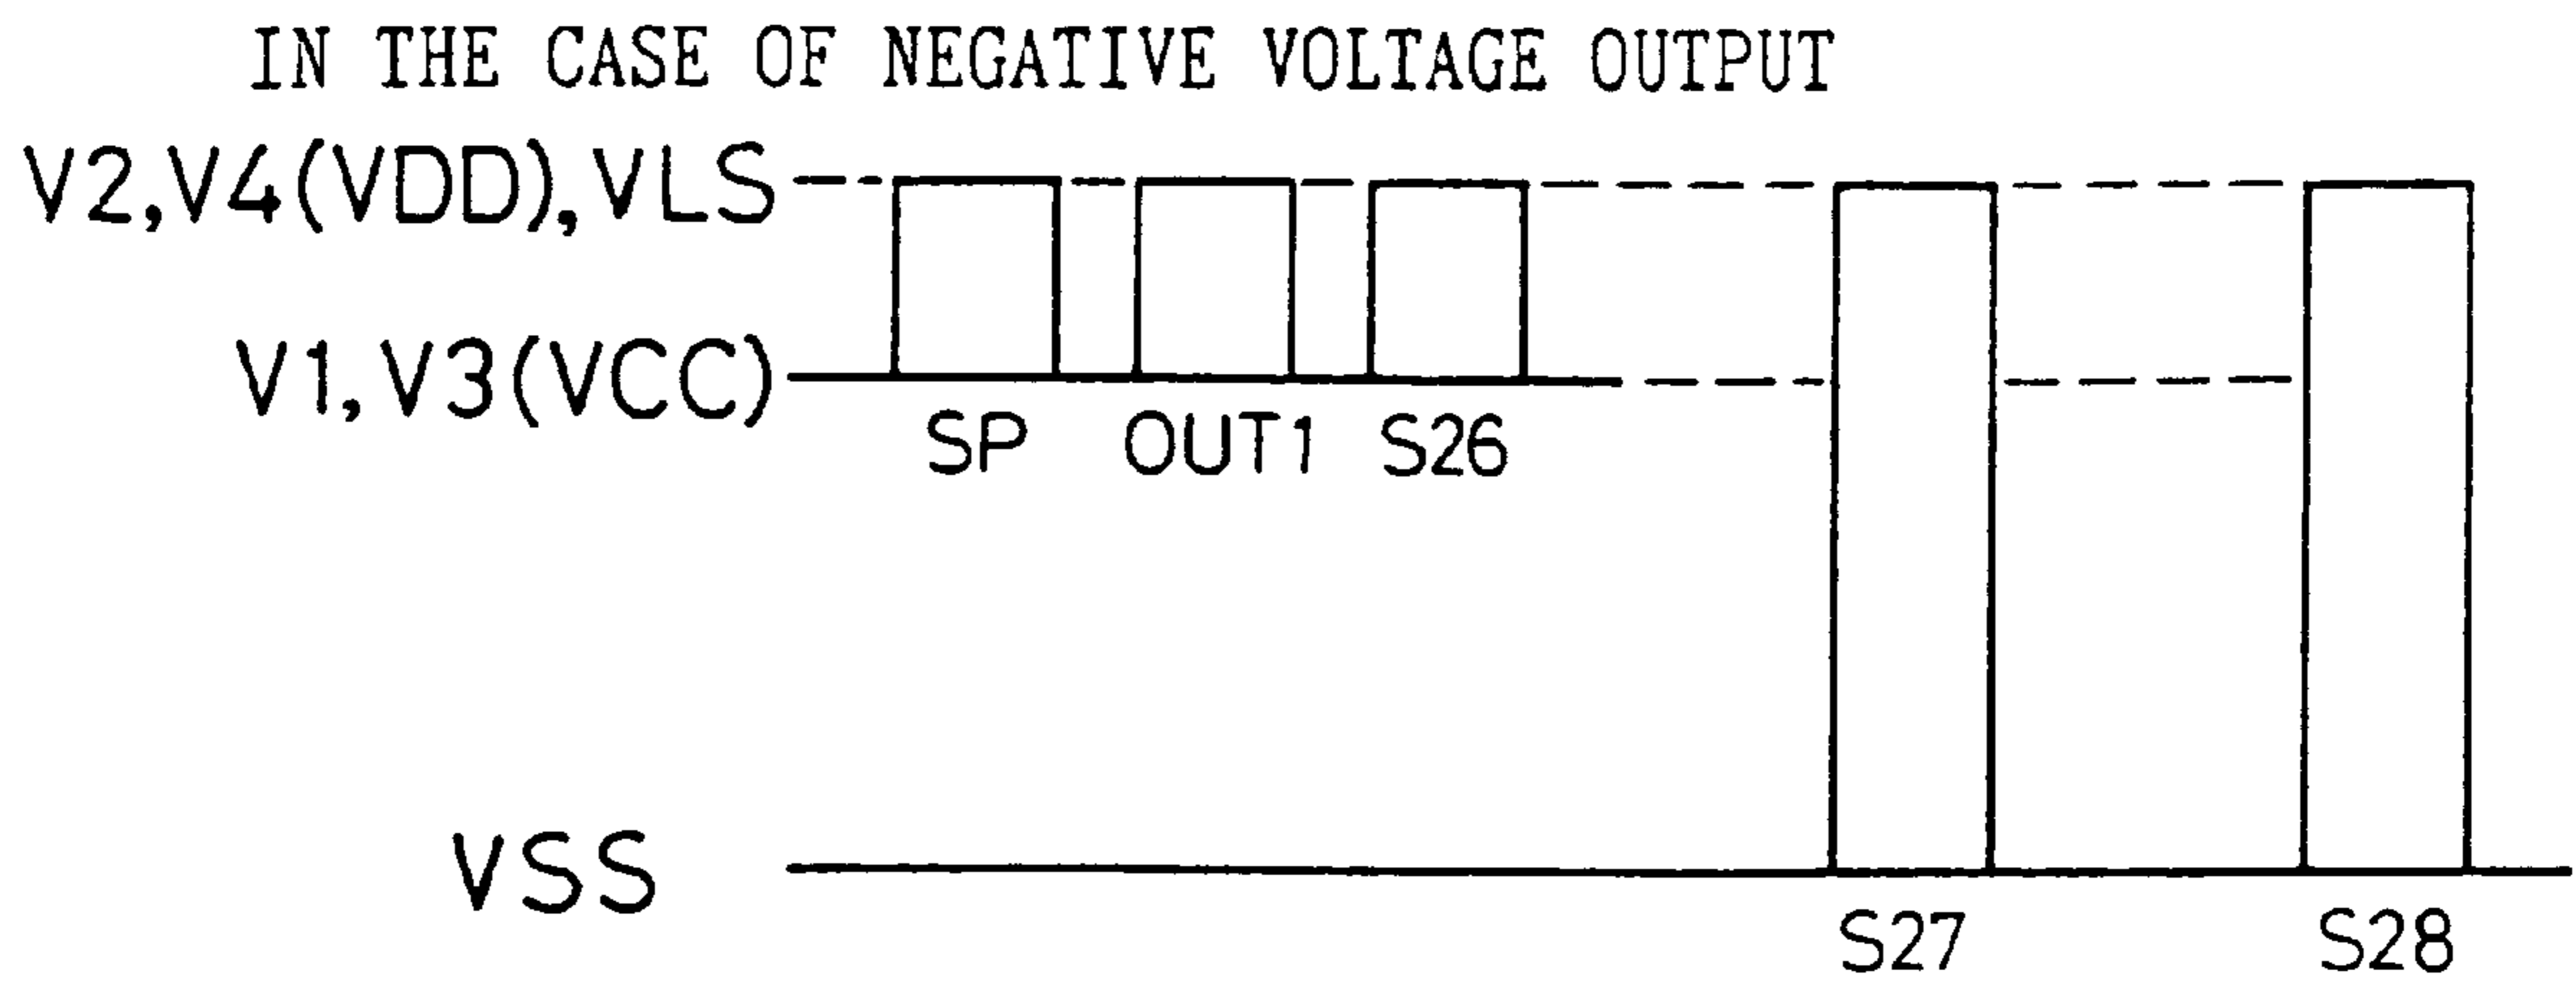 IN THE CASE OF NEGATIVE VOLTAGE OUTPUT
V2,V4(VDD),VLS
V1,V3(VCC)
SP OUT1 S26
VSS
S27 S28